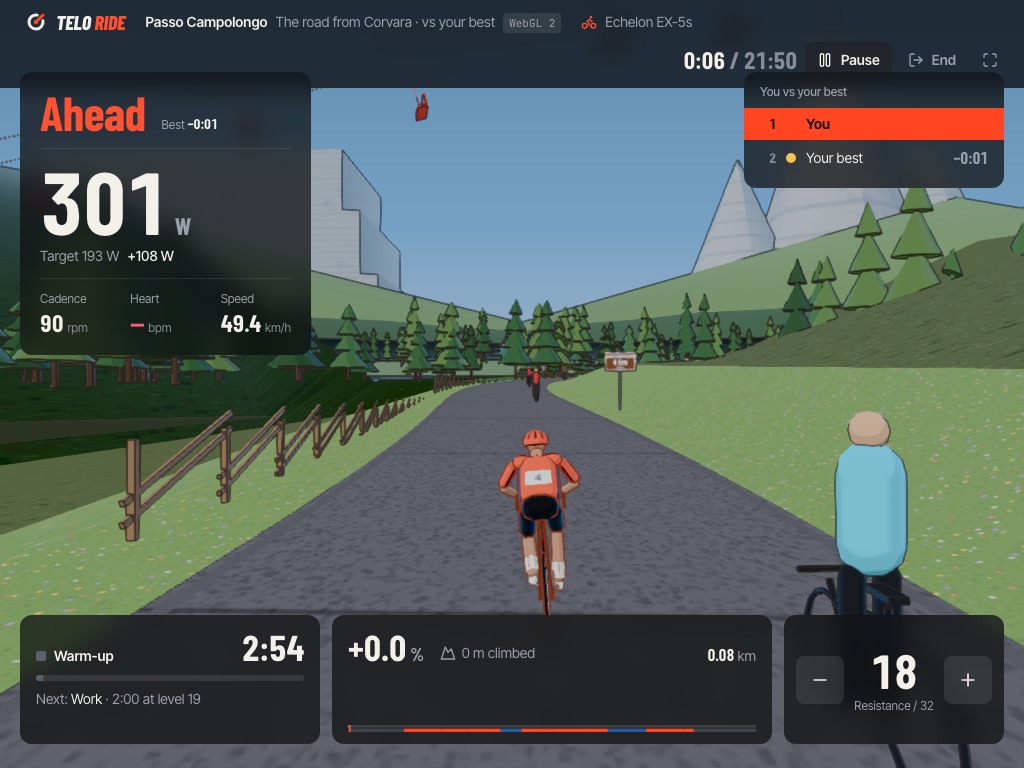 TELO RIDE Passo Campolongo The road from Corvara · vs your best WebGL 2 Echelon EX-5s
0:06 / 21:50 Pause End
Ahead Best −0:01
301 W
Target 193 W +108 W
Cadence Heart Speed
90 rpm — bpm 49.4 km/h
You vs your best
1 You
2 Your best −0:01
4
Warm-up 2:54
Next: Work · 2:00 at level 19
+0.0 % 0 m climbed 0.08 km
− 18 +
Resistance / 32